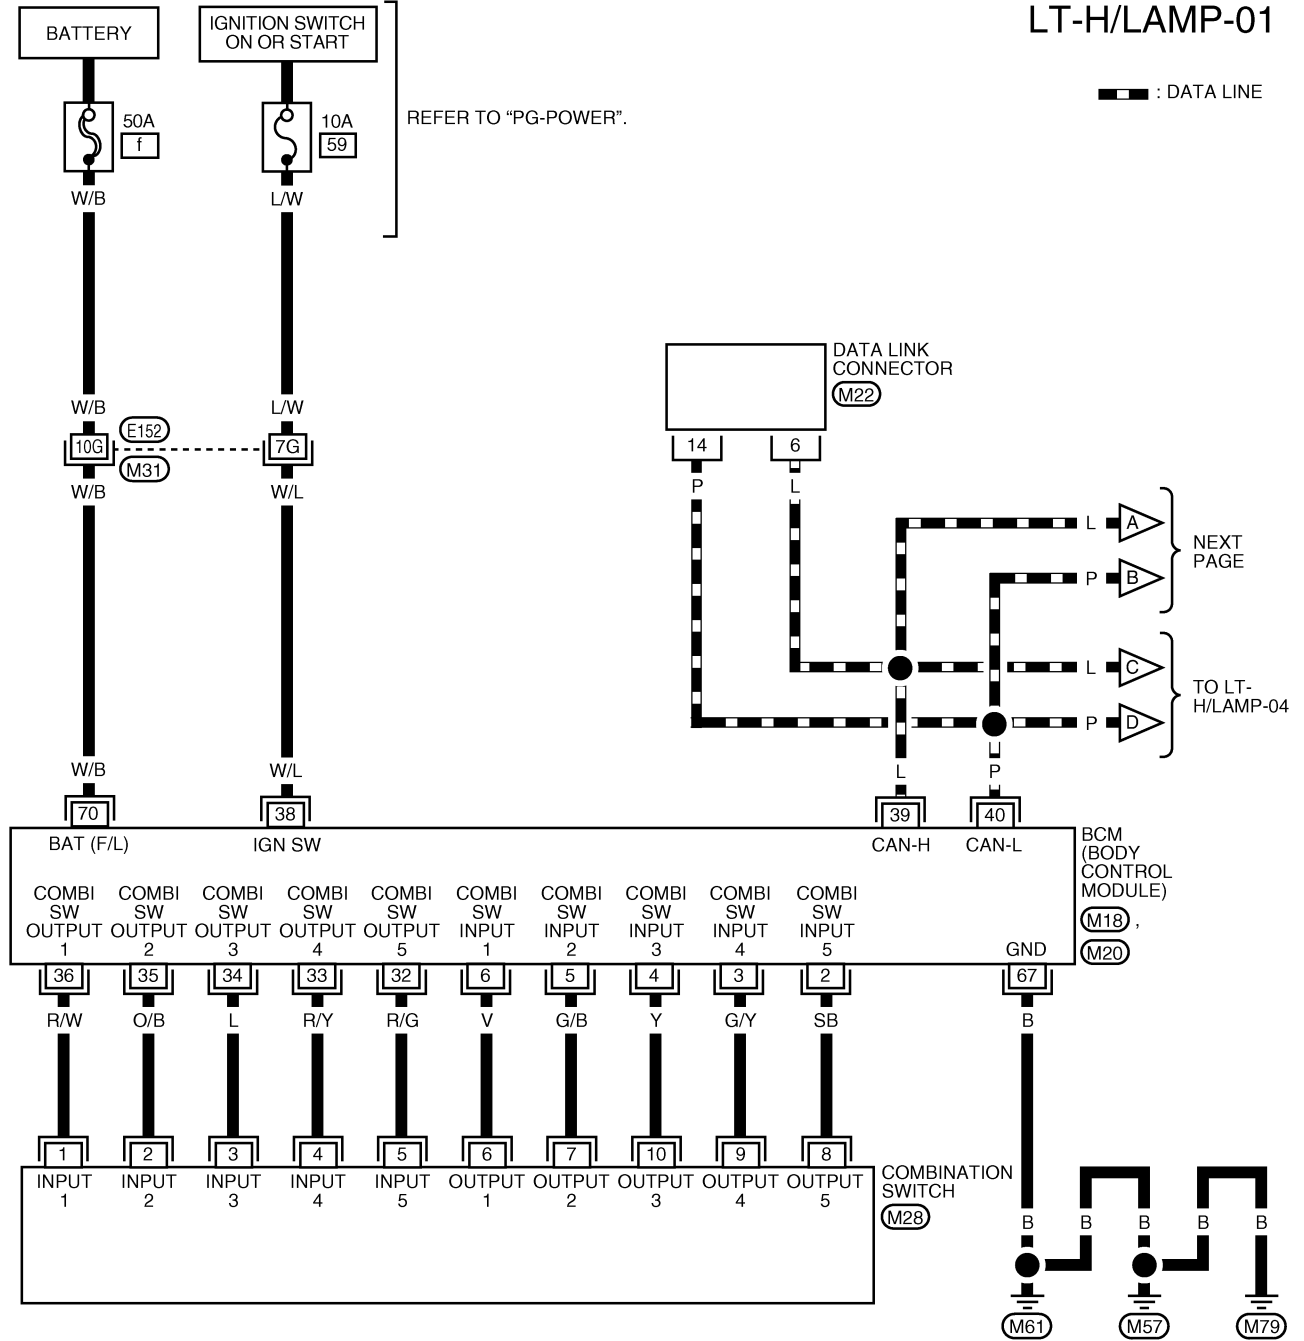 LT-H/LAMP-01
BATTERY
IGNITION SWITCH
ON OR START
: DATA LINE
50A
f
10A
59
REFER TO “PG-POWER”.
W/B
L/W
W/B
L/W
10G
E152
M31
7G
W/B
W/L
DATA LINK
CONNECTOR
M22
14
6
P
L
L
A
P
B
NEXT
PAGE
L
C
P
D
TO LT-
H/LAMP-04
W/B
W/L
L
P
70
38
39
40
BAT (F/L)
IGN SW
CAN-H
CAN-L
BCM
(BODY
CONTROL
MODULE)
M18 ,
M20
COMBI
SW
OUTPUT
1
COMBI
SW
OUTPUT
2
COMBI
SW
OUTPUT
3
COMBI
SW
OUTPUT
4
COMBI
SW
OUTPUT
5
COMBI
SW
INPUT
1
COMBI
SW
INPUT
2
COMBI
SW
INPUT
3
COMBI
SW
INPUT
4
COMBI
SW
INPUT
5
GND
36
35
34
33
32
6
5
4
3
2
67
R/W
O/B
L
R/Y
R/G
V
G/B
Y
G/Y
SB
B
1
2
3
4
5
6
7
10
9
8
INPUT
1
INPUT
2
INPUT
3
INPUT
4
INPUT
5
OUTPUT
1
OUTPUT
2
OUTPUT
3
OUTPUT
4
OUTPUT
5
COMBINATION
SWITCH
M28
B
B
B
B
B
M61
M57
M79